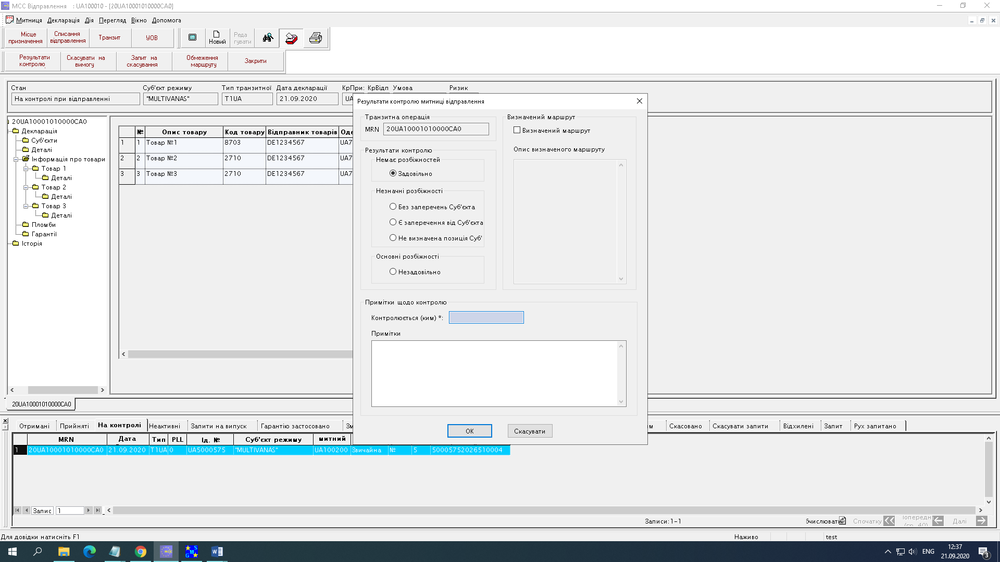 МСС Відправлення : UA100010 - [20UA10001010000CA0]
Митниця Декларація Дія Перегляд Вікно Допомога
Місце призначення
Списання відправлення
Транзит
УОВ
Новий
Реда гувати
Результати контролю
Скасувати на вимогу
Запит на скасування
Обмеження маршруту
Закрити
Стан Суб'єкт режиму Тип транзитної Дата декларації КрПри: КрВідп Умова Ризик
На контролі при відправленні "MULTIVANAS" T1UA 21.09.2020 UA
20UA10001010000CA0
Декларація
Суб'єкти
Деталі
Інформація про товари
Товар 1
Деталі
Товар 2
Деталі
Товар 3
Деталі
Пломби
Гарантії
Історія
№ Опис товару Код товару Відправник товарів Оде
1 1 Товар №1 8703 DE1234567 UA7
2 2 Товар №2 2710 DE1234567 UA7
3 3 Товар №3 2710 DE1234567 UA7
Результати контролю митниці відправлення
Транзитна операція
MRN 20UA10001010000CA0
Результати контролю
Немає розбіжностей
Задовільно
Незначні розбіжності
Без заперечень Суб'єкта
Є заперечення від Суб'єкта
Не визначена позиція Суб'
Основні розбіжності
Незадовільно
Визначений маршрут
Визначений маршрут
Опис визначеного маршруту
Примітки щодо контролю
Контролюється (ким) *:
Примітки
OK Скасувати
20UA10001010000CA0
Отримані Прийняті На контролі Неактивні Запити на випуск Гарантію застосовано Зм им Скасовано Скасувати запити Відхилені Запит Рух запитано
MRN Дата Тип PLL Ід. № Суб'єкт режиму митний
1 20UA10001010000CA0 21.09.2020 T1UA 0 UA5000575 "MULTIVANAS" UA100200 Звичайна № 5 50005752026510004
Запис 1
Записи:1-1 Спочатку Далі
Для довідки натисніть F1 Наживо test
МСС
S
M
G
ENG
12:37
21.09.2020
3